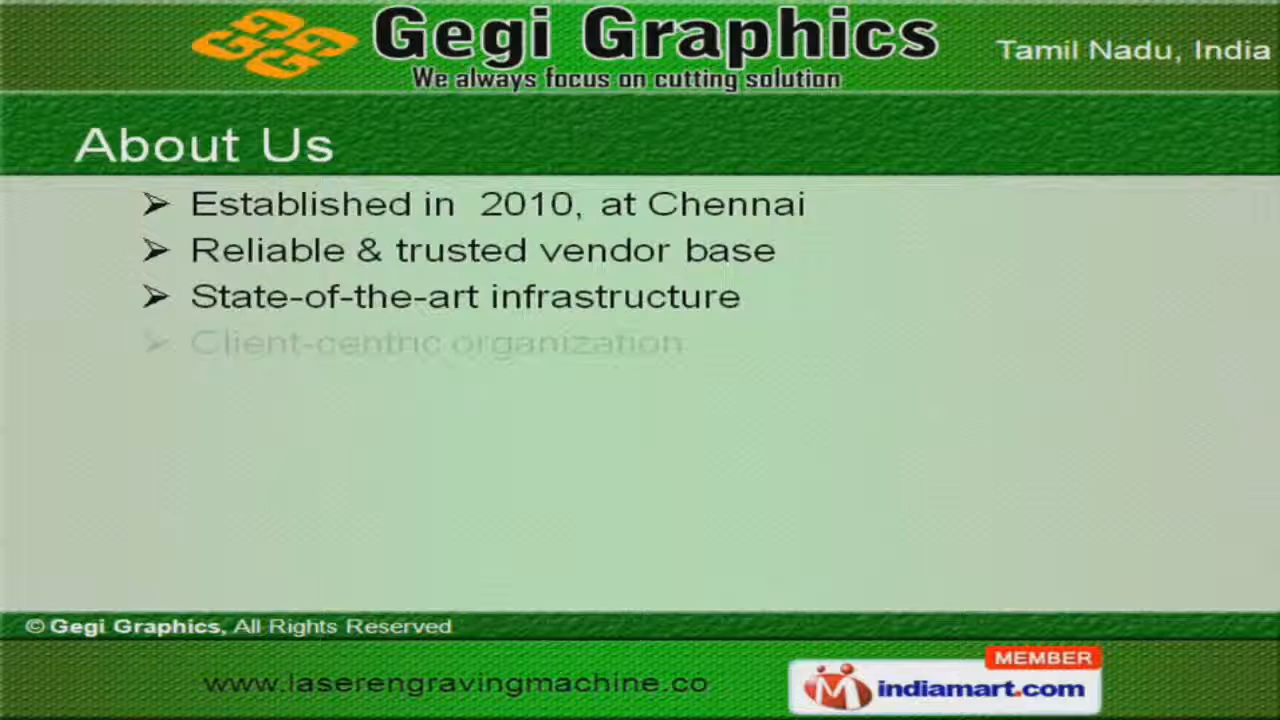 Gegi Graphics
We always focus on cutting solution
Tamil Nadu, India
About Us
➢ Established in 2010, at Chennai
➢ Reliable & trusted vendor base
➢ State-of-the-art infrastructure
➢ Client-centric organization
© Gegi Graphics, All Rights Reserved
www.laserengravingmachine.co
MEMBER
indiamart.com